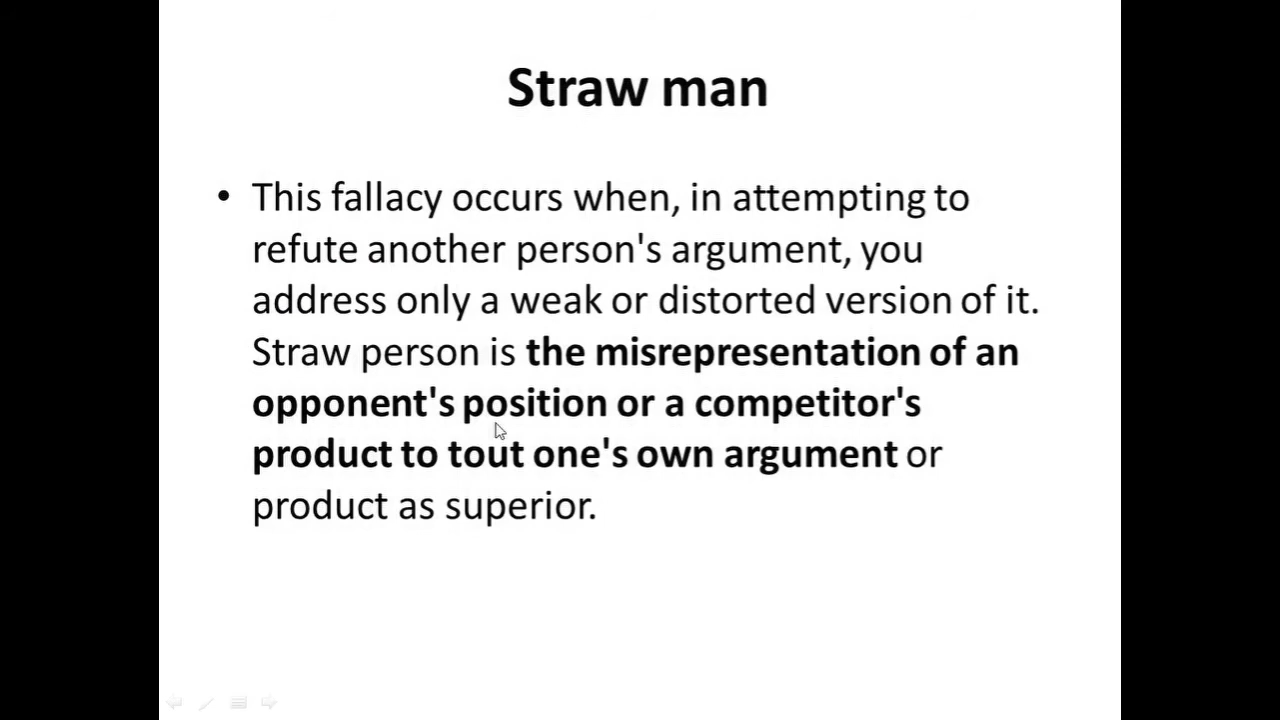 Straw man
• This fallacy occurs when, in attempting to
refute another person's argument, you
address only a weak or distorted version of it.
Straw person is the misrepresentation of an
opponent's position or a competitor's
product to tout one's own argument or
product as superior.